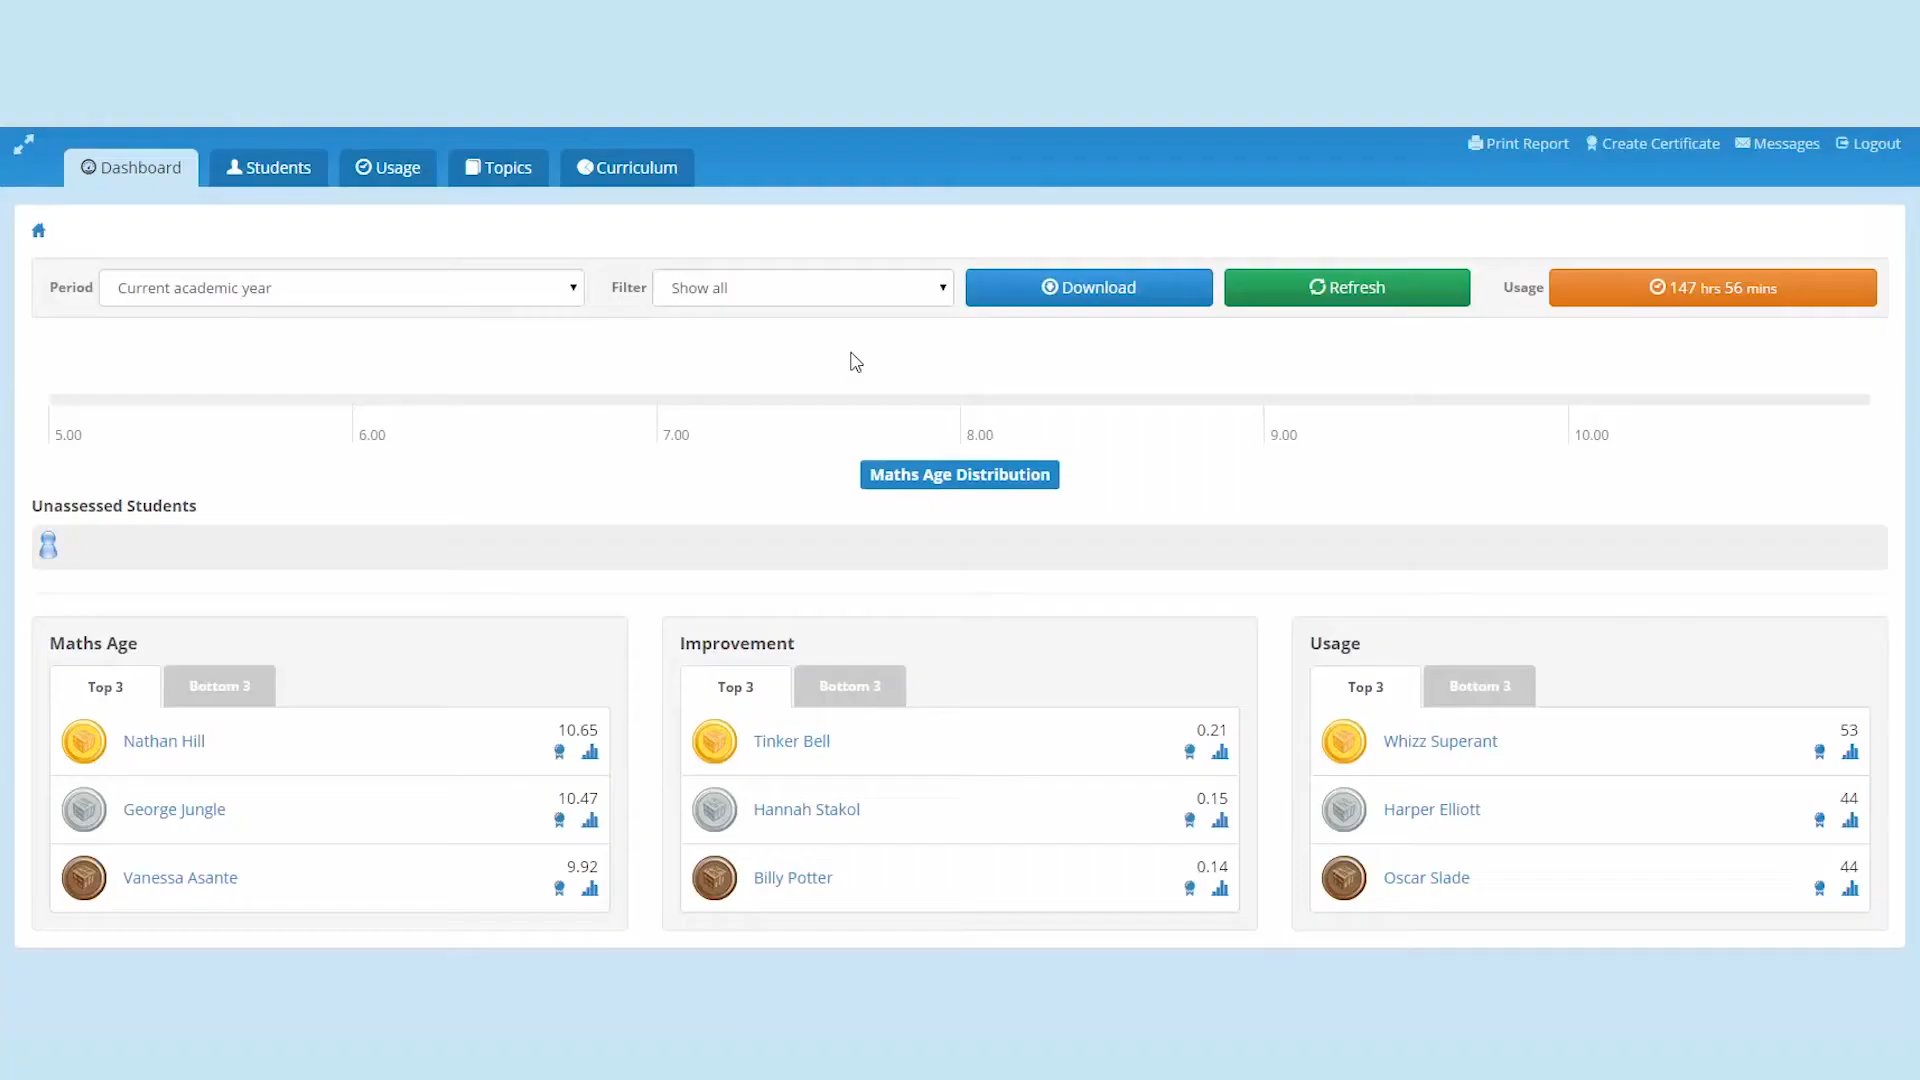 Print Report Create Certificate Messages Logout
Dashboard Students Usage Topics Curriculum
Period Current academic year Filter Show all Download Refresh Usage 147 hrs 56 mins
5.00 6.00 7.00 8.00 9.00 10.00
Maths Age Distribution
Unassessed Students
Maths Age
Top 3 Bottom 3
Nathan Hill 10.65
George Jungle 10.47
Vanessa Asante 9.92
Improvement
Top 3 Bottom 3
Tinker Bell 0.21
Hannah Stakol 0.15
Billy Potter 0.14
Usage
Top 3 Bottom 3
Whizz Superant 53
Harper Elliott 44
Oscar Slade 44